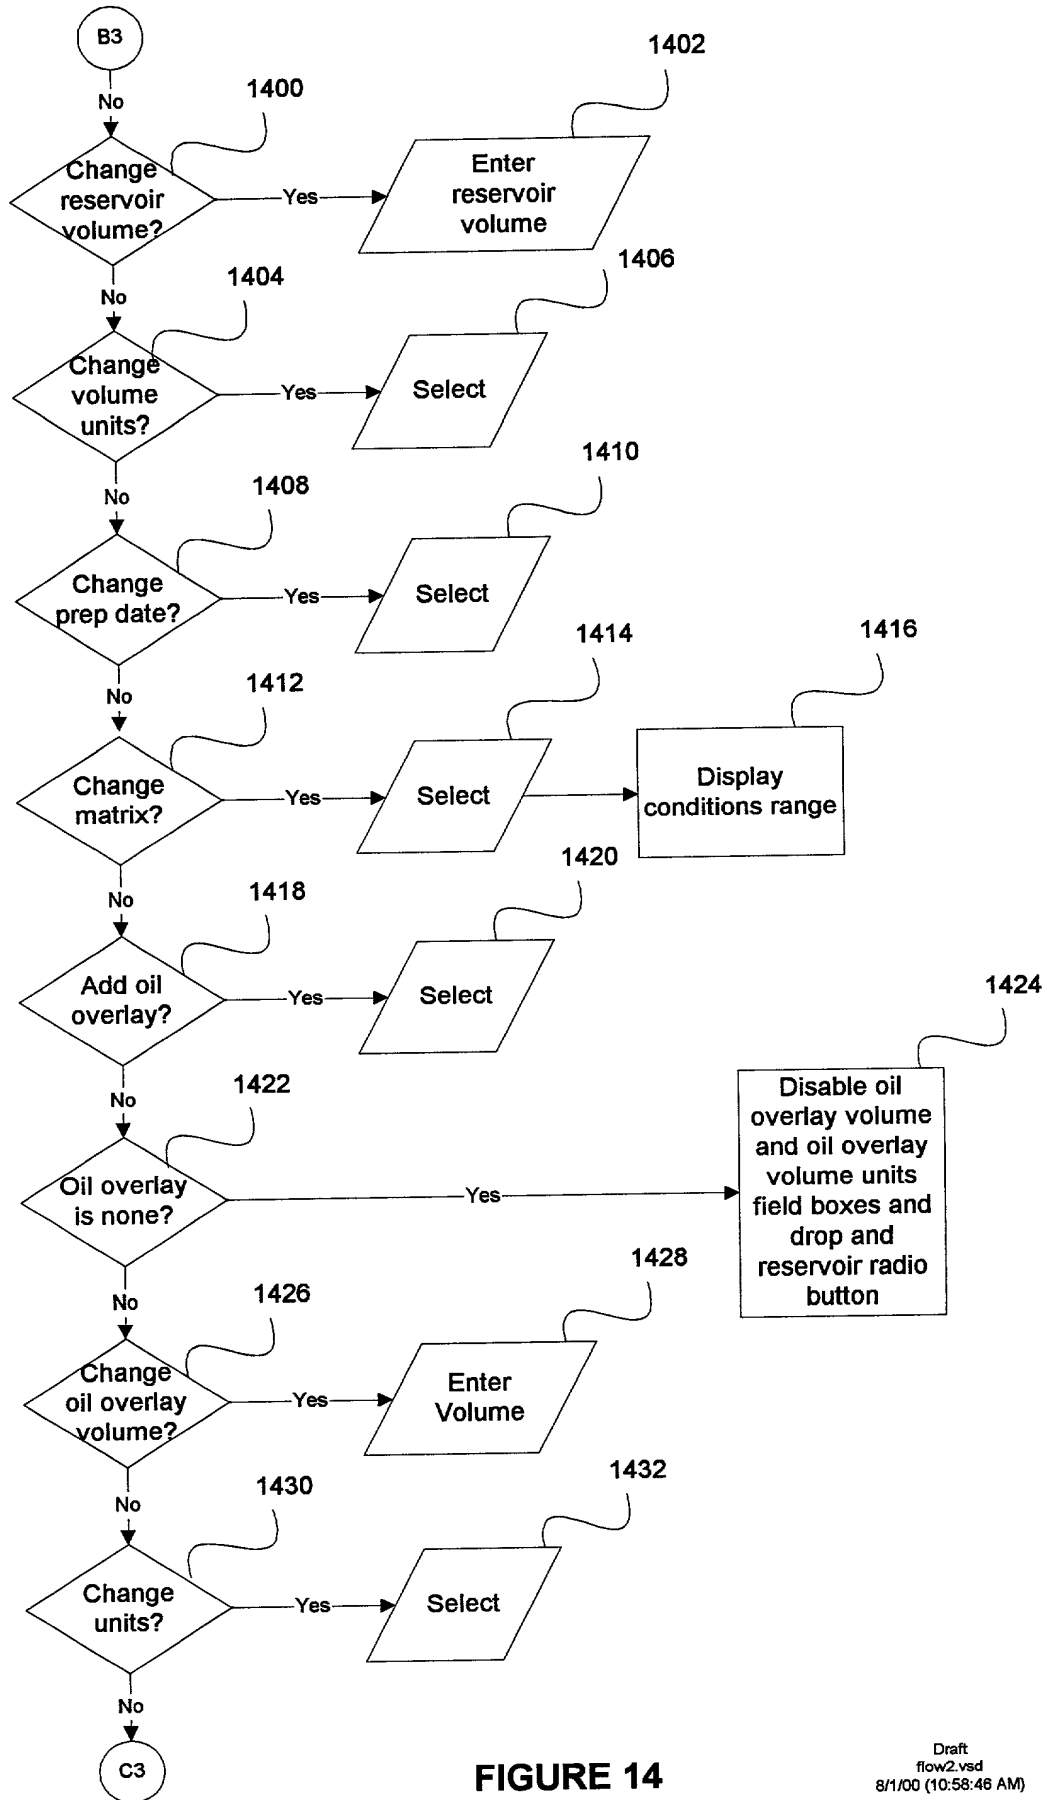 B3
No
1400
1402
Change
reservoir
volume?
Yes
Enter
reservoir
volume
No
1404
1406
Change
volume
units?
Yes
Select
No
1408
1410
Change
prep date?
Yes
Select
No
1412
1414
1416
Change
matrix?
Yes
Select
Display
conditions range
No
1418
1420
Add oil
overlay?
Yes
Select
No
1422
1424
Oil overlay
is none?
Yes
Disable oil
overlay volume
and oil overlay
volume units
field boxes and
drop and
reservoir radio
button
No
1426
1428
Change
oil overlay
volume?
Yes
Enter
Volume
No
1430
1432
Change
units?
Yes
Select
No
C3
FIGURE 14
Draft
flow2.vsd
8/1/00 (10:58:46 AM)